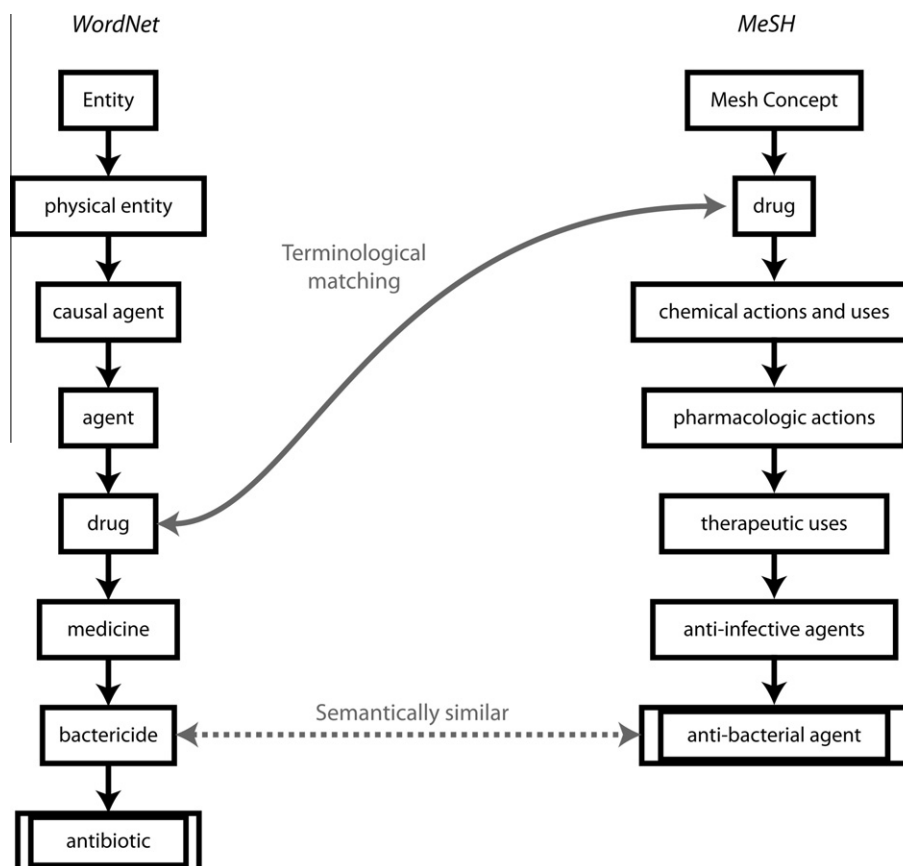 WordNet
MeSH
Entity
Mesh Concept
physical entity
drug
Terminological
matching
causal agent
chemical actions and uses
agent
pharmacologic actions
drug
therapeutic uses
medicine
anti-infective agents
Semantically similar
bactericide
anti-bacterial agent
antibiotic